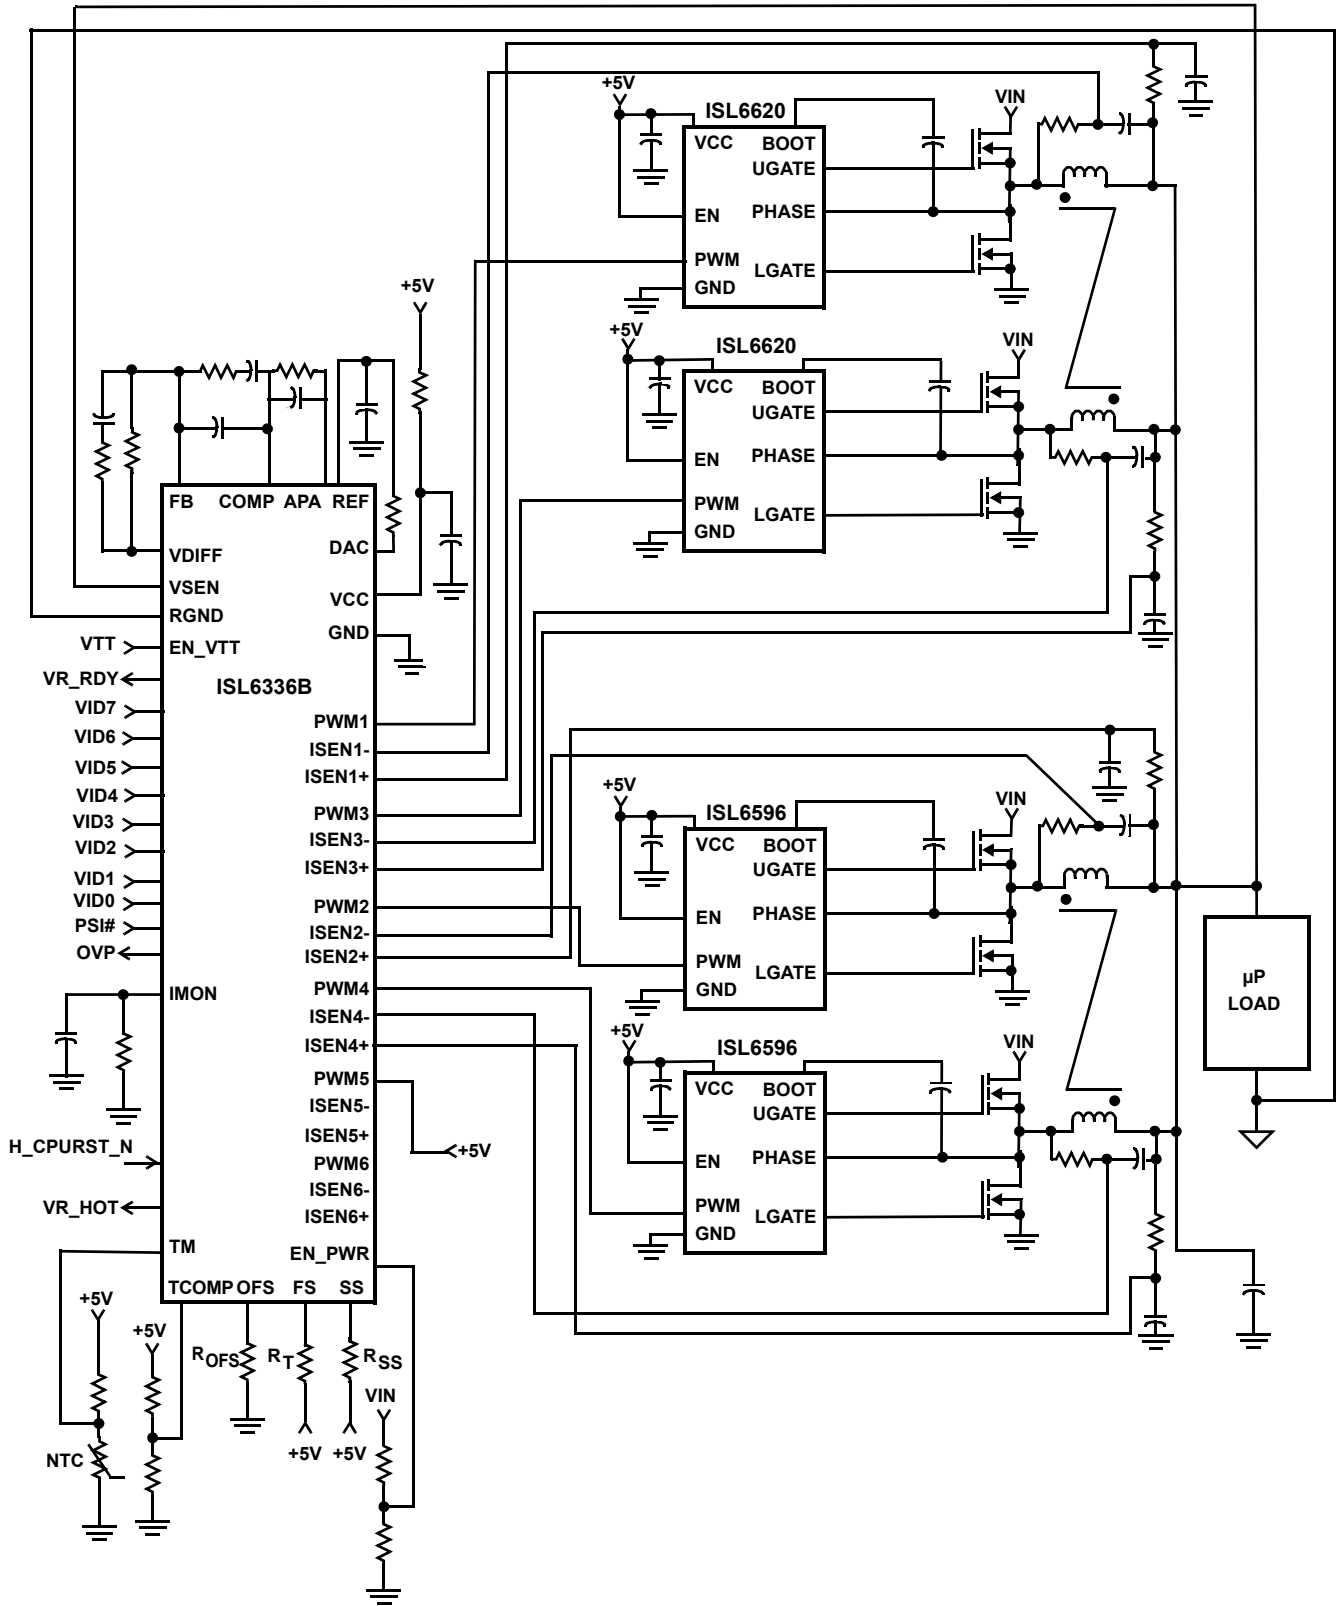 +5V
ISL6620
VIN
VCC
BOOT
UGATE
EN
PHASE
PWM
LGATE
GND
+5V
ISL6620
VIN
VCC
BOOT
UGATE
EN
PHASE
PWM
LGATE
GND
+5V
FB
COMP
APA
REF
VDIFF
DAC
VSEN
VCC
RGND
GND
VTT
EN_VTT
VR_RDY
ISL6336B
VID7
PWM1
VID6
ISEN1-
VID5
ISEN1+
VID4
PWM3
VID3
ISEN3-
VID2
ISEN3+
VID1
VID0
PWM2
PSI#
ISEN2-
OVP
ISEN2+
IMON
PWM4
ISEN4-
ISEN4+
PWM5
ISEN5-
ISEN5+
+5V
H_CPURST_N
PWM6
ISEN6-
VR_HOT
ISEN6+
TM
EN_PWR
TCOMP
OFS
FS
SS
+5V
+5V
ROFS
RT
RSS
VIN
+5V
+5V
NTC
+5V
ISL6596
VIN
VCC
BOOT
UGATE
EN
PHASE
PWM
LGATE
GND
µP
LOAD
+5V
ISL6596
VIN
VCC
BOOT
UGATE
EN
PHASE
PWM
LGATE
GND